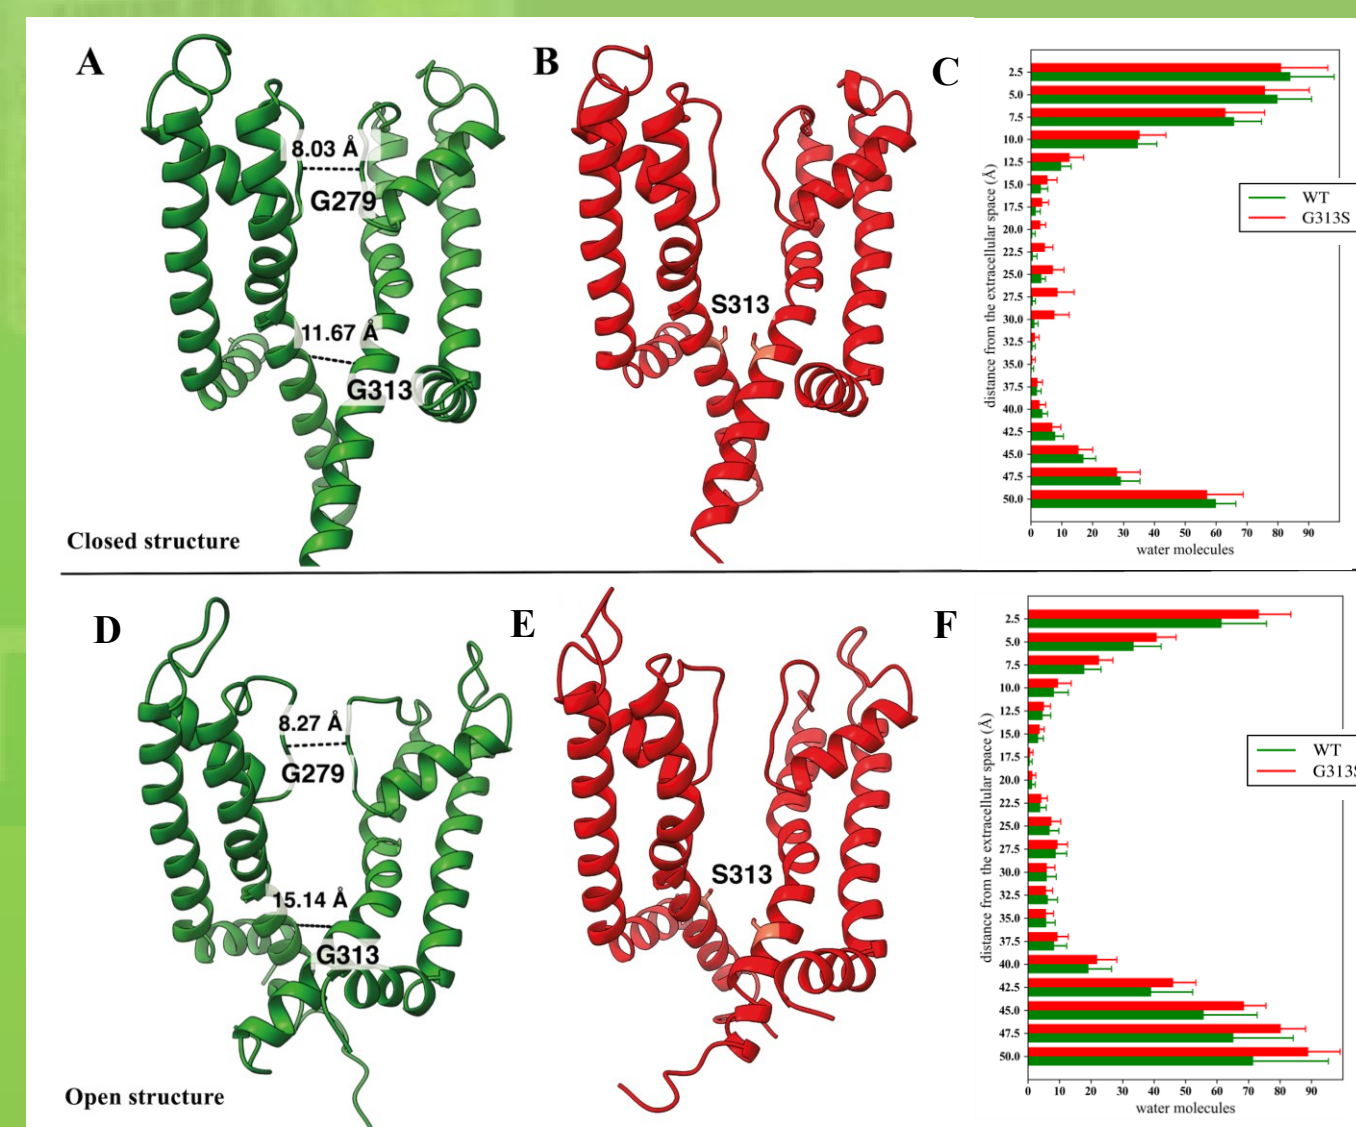 A
8.03 Å
G279
11.67 Å
G313
Closed structure
B
S313
C
distance from the extracellular space (Å)
2.5
5.0
7.5
10.0
12.5
15.0
17.5
20.0
22.5
25.0
27.5
30.0
32.5
35.0
37.5
40.0
42.5
45.0
47.5
50.0
0 10 20 30 40 50 60 70 80 90
water molecules
WT
G313S
D
8.27 Å
G279
15.14 Å
G313
Open structure
E
S313
F
distance from the extracellular space (Å)
2.5
5.0
7.5
10.0
12.5
15.0
17.5
20.0
22.5
25.0
27.5
30.0
32.5
35.0
37.5
40.0
42.5
45.0
47.5
50.0
0 10 20 30 40 50 60 70 80 90
water molecules
WT
G313S